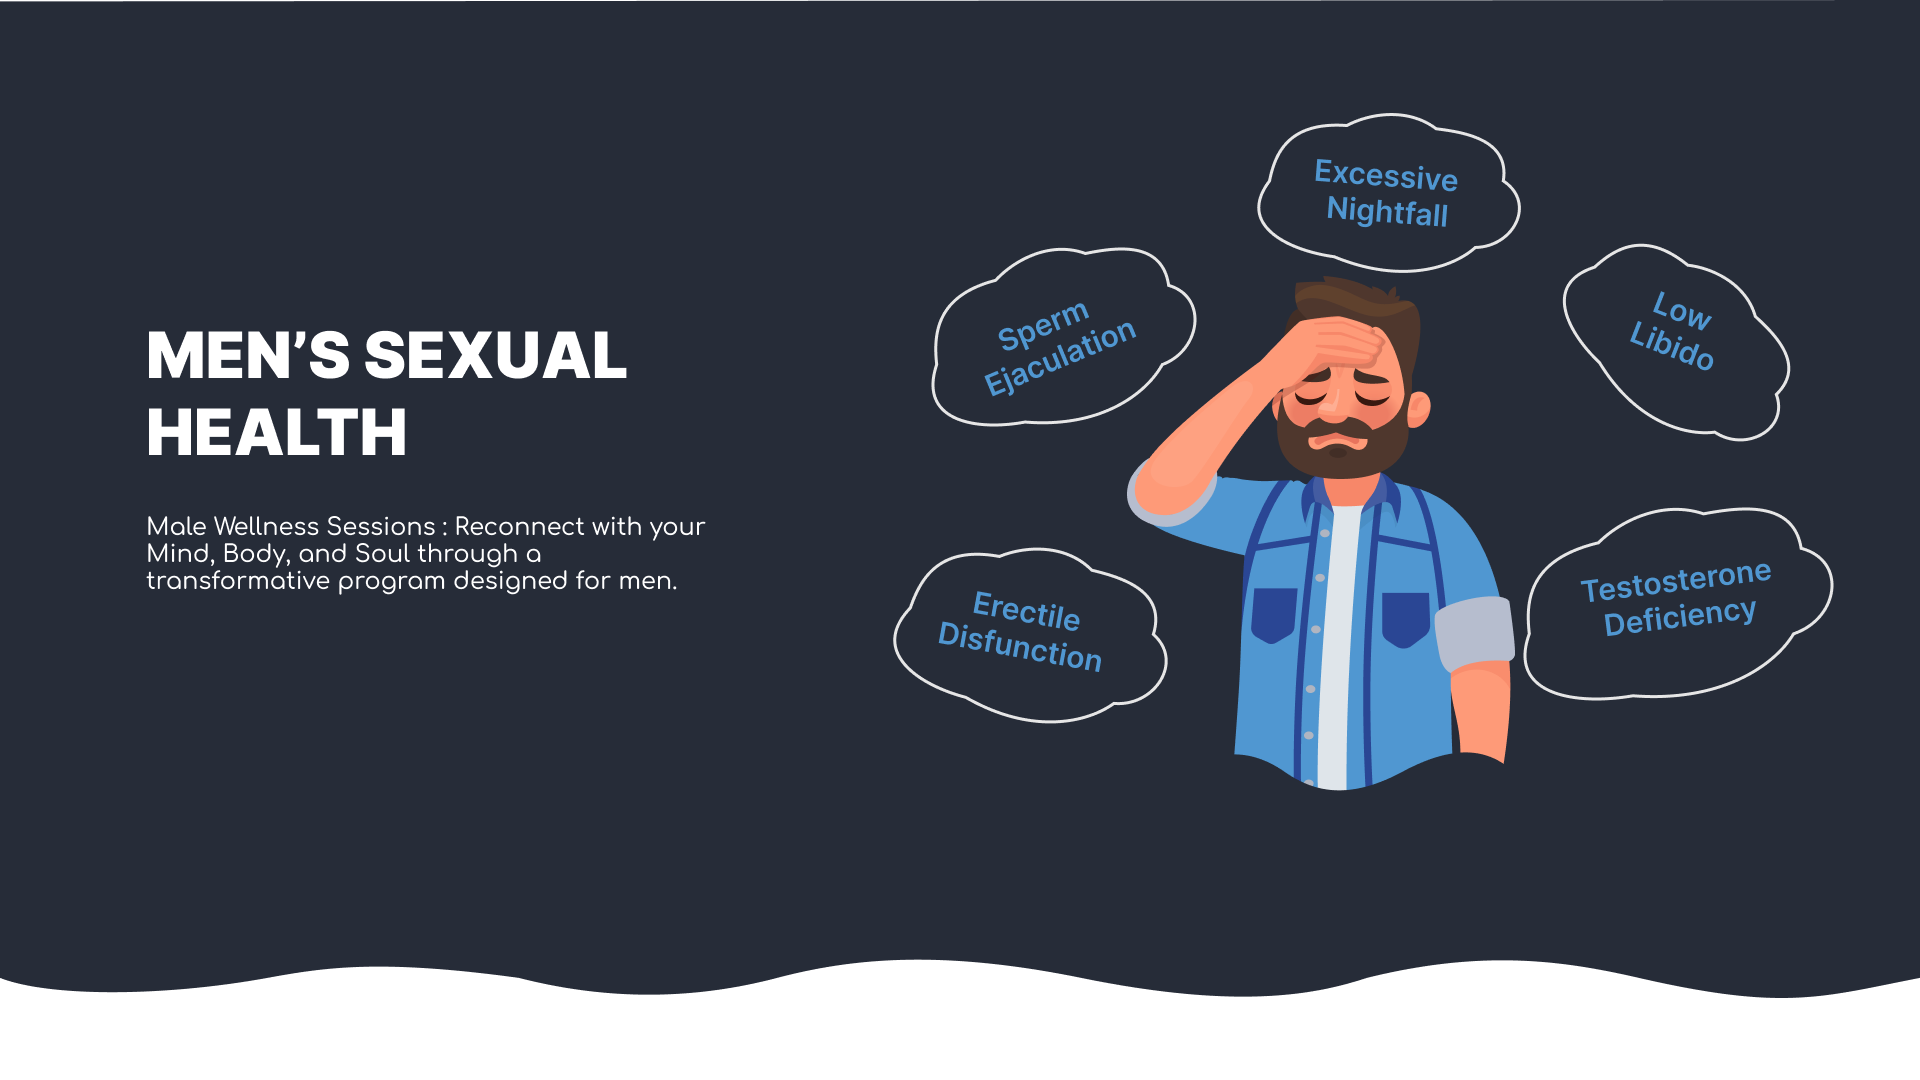 MEN’S SEXUAL
HEALTH
Male Wellness Sessions : Reconnect with your
Mind, Body, and Soul through a
transformative program designed for men.
Excessive
Nightfall
Sperm
Ejaculation
Low
Libido
Erectile
Disfunction
Testosterone
Deficiency